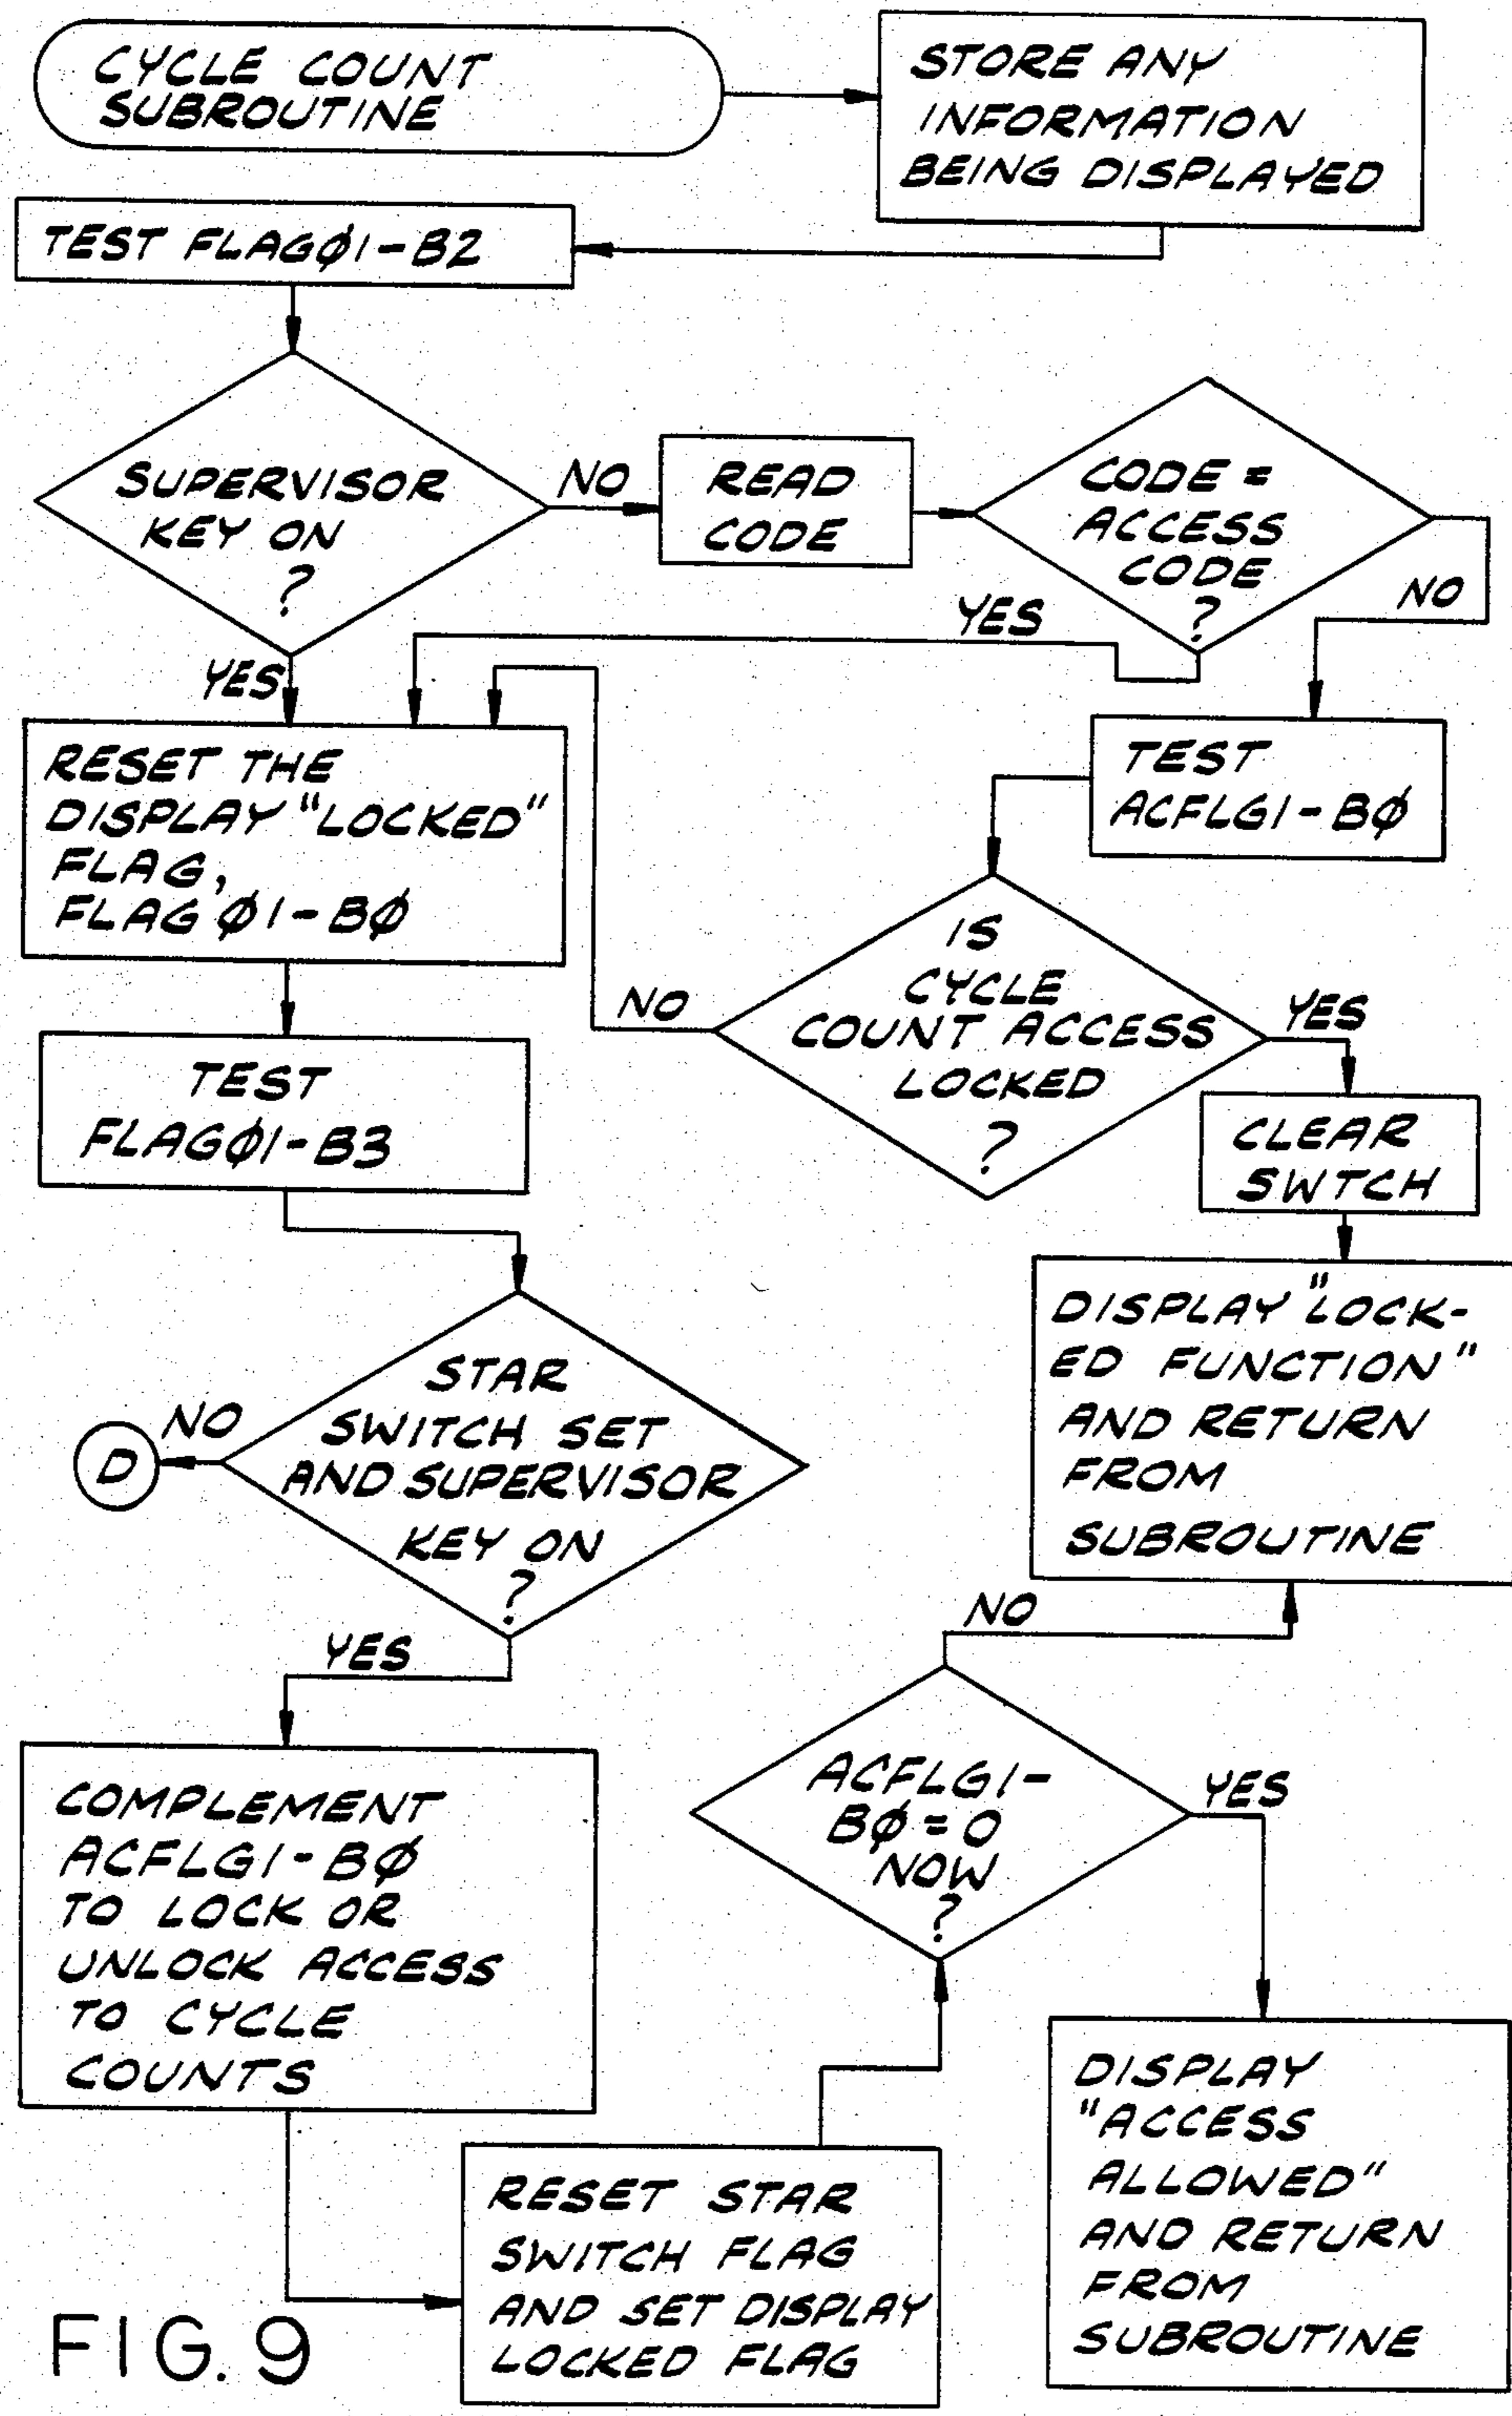 CYCLE COUNT
SUBROUTINE
STORE ANY
INFORMATION
BEING DISPLAYED
TEST FLAGØ1-B2
SUPERVISOR
KEY ON
?
NO
READ
CODE
CODE =
ACCESS
CODE
?
NO
YES
YES
RESET THE
DISPLAY "LOCKED"
FLAG,
FLAG Ø1-BØ
TEST
ACFLG1-BØ
IS
CYCLE
COUNT ACCESS
LOCKED
?
NO
YES
TEST
FLAGØ1-B3
CLEAR
SWTCH
DISPLAY "LOCK-
ED FUNCTION"
AND RETURN
FROM
SUBROUTINE
STAR
SWITCH SET
AND SUPERVISOR
KEY ON
?
NO
D
YES
NO
COMPLEMENT
ACFLG1-BØ
TO LOCK OR
UNLOCK ACCESS
TO CYCLE
COUNTS
ACFLG1-
BØ=0
NOW
?
YES
RESET STAR
SWITCH FLAG
AND SET DISPLAY
LOCKED FLAG
DISPLAY
"ACCESS
ALLOWED"
AND RETURN
FROM
SUBROUTINE
FIG. 9